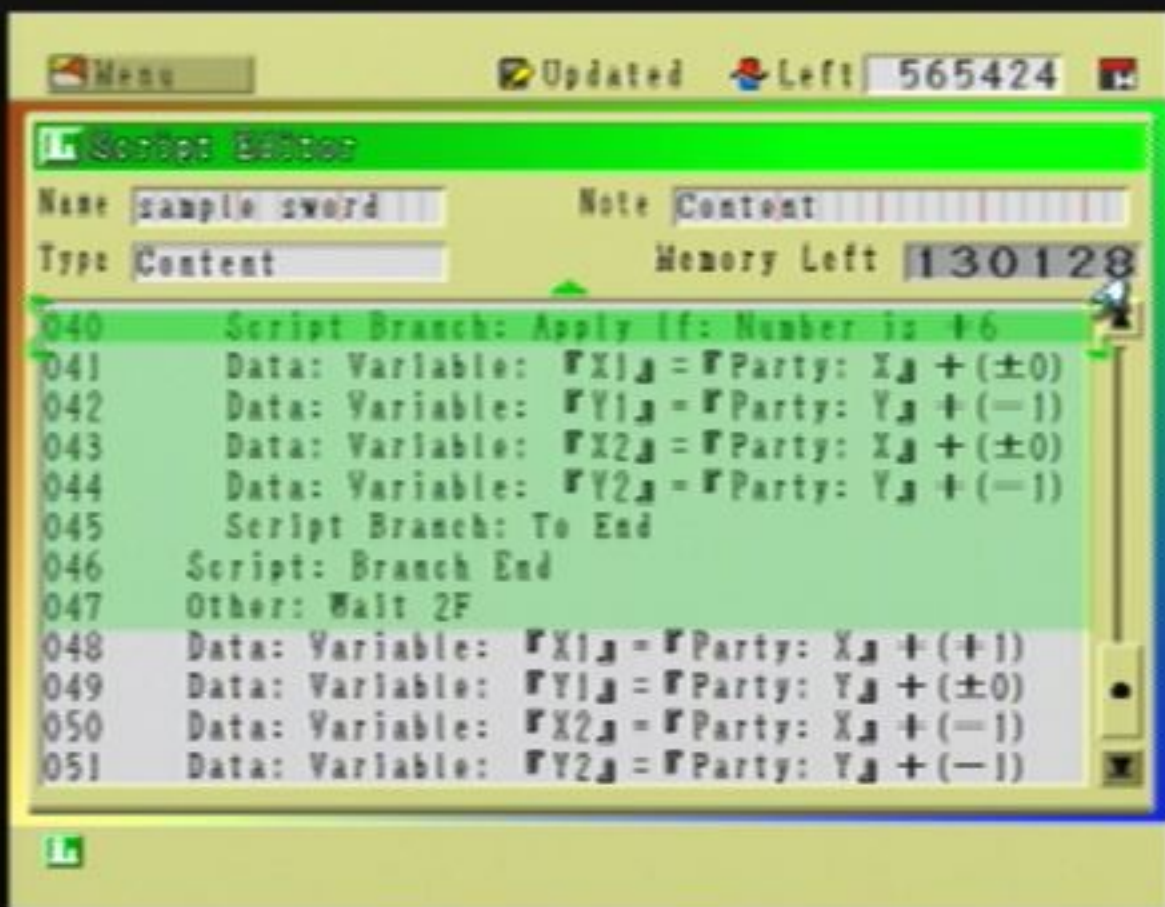 Menu Updated Left 565424
Script Editor
Name sample sword Note Content
Type Content Memory Left 130128
040 Script Branch: Apply if: Number is +6
041 Data: Variable: 『X1』=『Party: X』+(±0)
042 Data: Variable: 『Y1』=『Party: Y』+(−1)
043 Data: Variable: 『X2』=『Party: X』+(±0)
044 Data: Variable: 『Y2』=『Party: Y』+(−1)
045 Script Branch: To End
046 Script: Branch End
047 Other: Wait 2F
048 Data: Variable: 『X1』=『Party: X』+(+1)
049 Data: Variable: 『Y1』=『Party: Y』+(±0)
050 Data: Variable: 『X2』=『Party: X』+(−1)
051 Data: Variable: 『Y2』=『Party: Y』+(−1)
L